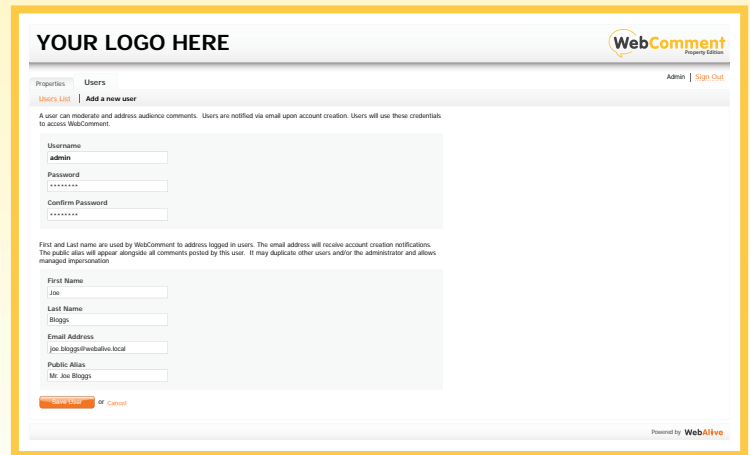 YOUR LOGO HERE
WebComment
Property Edition
Properties
Users
Admin | Sign Out
Users List | Add a new user
A user can moderate and address audience comments. Users are notified via email upon account creation. Users will use these credentials
to access WebComment.
Username
admin
Password
********
Confirm Password
********
First and Last name are used by WebComment to address logged in users. The email address will receive account creation notifications.
The public alias will appear alongside all comments posted by this user. It may duplicate other users and/or the administrator and allows
managed impersonation
First Name
Joe
Last Name
Bloggs
Email Address
joe.bloggs@webalive.local
Public Alias
Mr. Joe Bloggs
Save User or Cancel
Powered by WebAlive